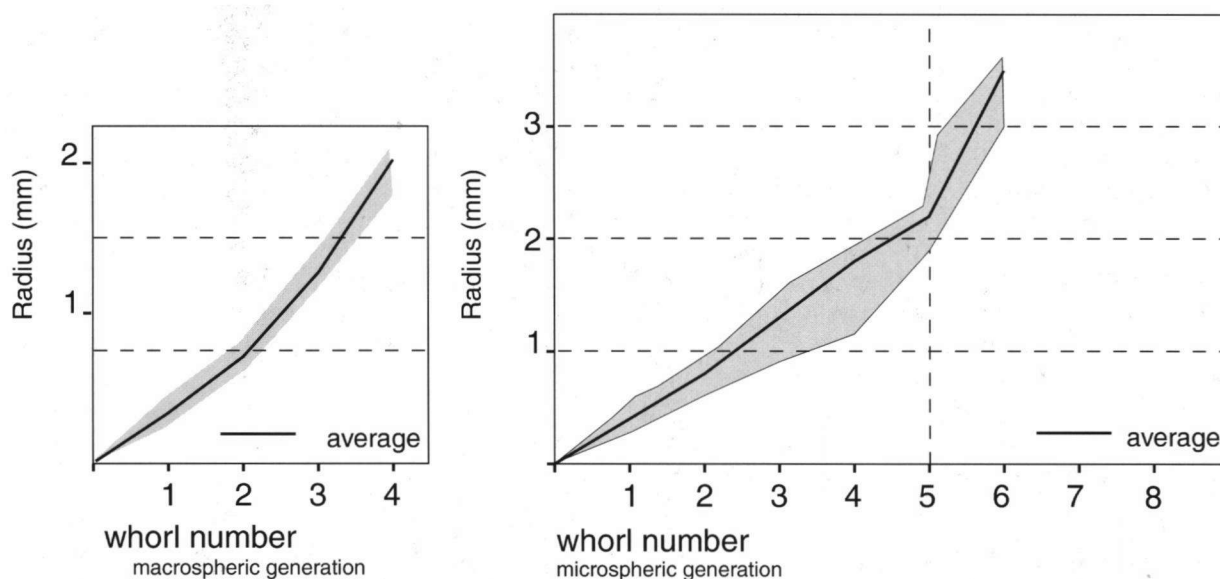 Radius (mm)
2
1
average
1 2 3 4
whorl number
macrospheric generation
Radius (mm)
3
2
1
average
1 2 3 4 5 6 7 8
whorl number
microspheric generation